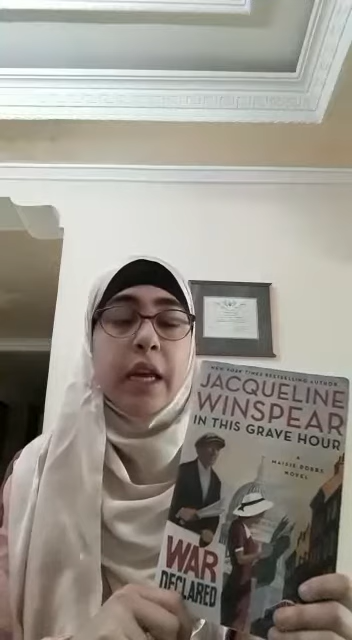 NEW YORK TIMES BESTSELLING AUTHOR
JACQUELINE
WINSPEAR
IN THIS GRAVE HOUR
A
MAISIE DOBBS
NOVEL
WAR
DECLARED